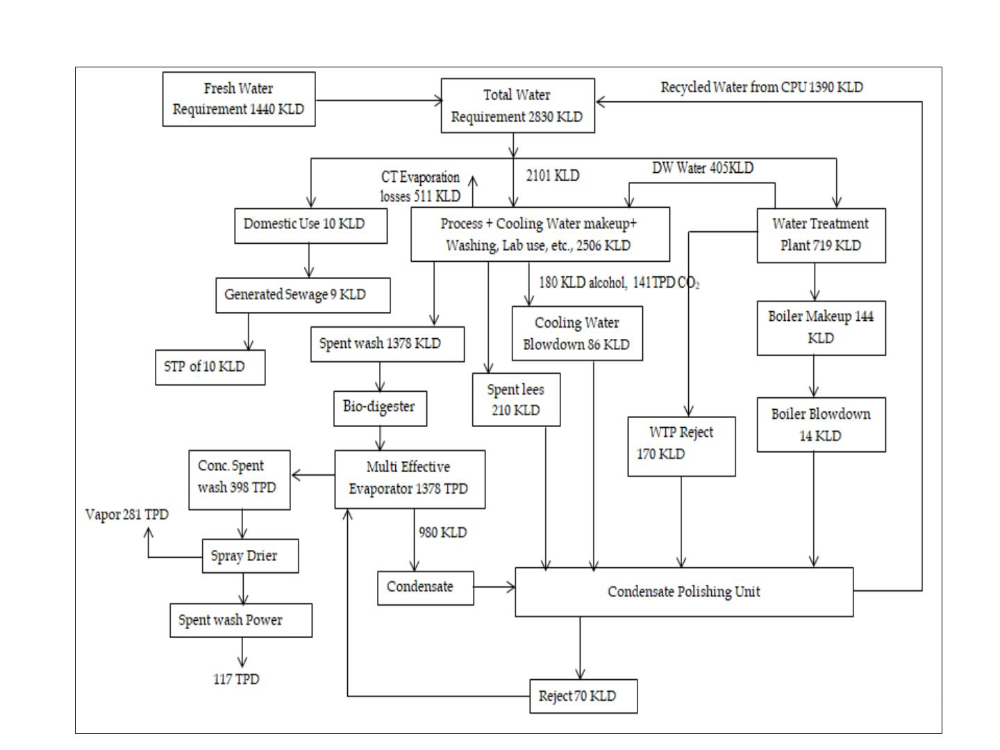 Fresh Water
Requirement 1440 KLD
Total Water
Requirement 2830 KLD
Recycled Water from CPU 1390 KLD
CT Evaporation
losses 511 KLD
2101 KLD
DW Water 405KLD
Domestic Use 10 KLD
Process + Cooling Water makeup+
Washing, Lab use, etc., 2506 KLD
Water Treatment
Plant 719 KLD
Generated Sewage 9 KLD
180 KLD alcohol, 141TPD CO₂
STP of 10 KLD
Spent wash 1378 KLD
Cooling Water
Blowdown 86 KLD
Boiler Makeup 144
KLD
Bio-digester
Spent lees
210 KLD
WTP Reject
170 KLD
Boiler Blowdown
14 KLD
Conc. Spent
wash 398 TPD
Multi Effective
Evaporator 1378 TPD
Vapor 281 TPD
980 KLD
Spray Drier
Condensate
Condensate Polishing Unit
Spent wash Power
117 TPD
Reject 70 KLD